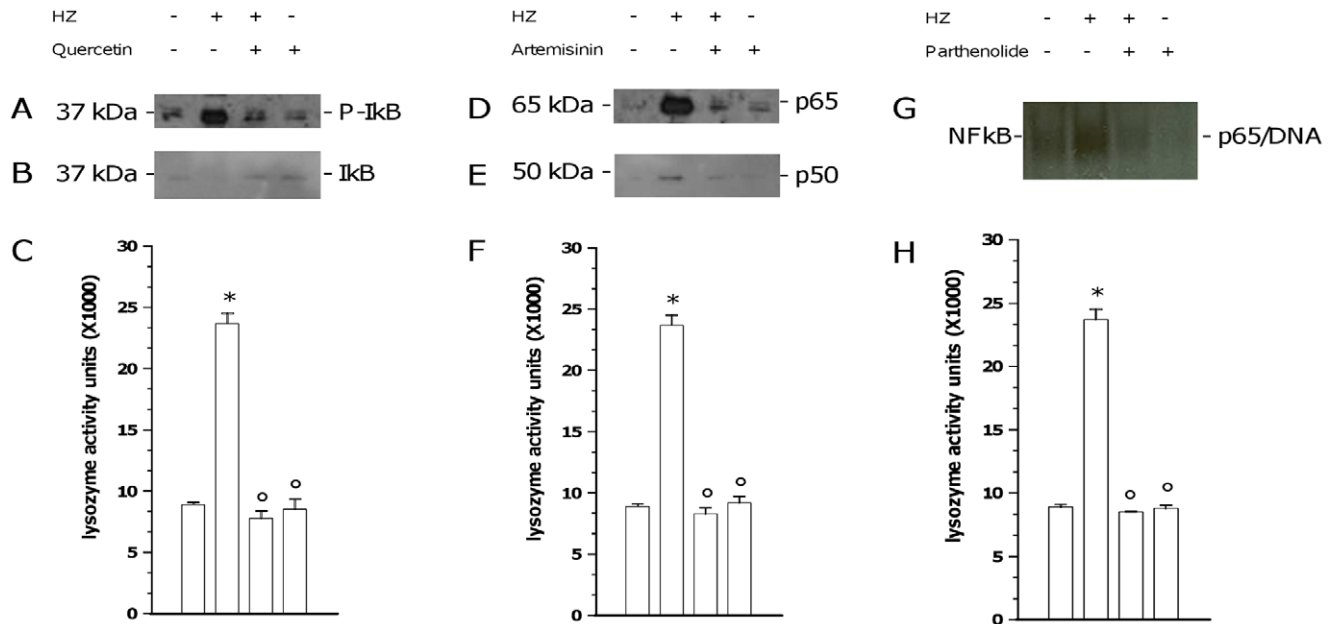 HZ - + + -
Quercetin - - + +
A 37 kDa - - P-IkB
B 37 kDa - - IkB
C
30
25
20
15
10
5
0
lysozyme activity units (X1000)
*
o o
HZ - + + -
Artemisinin - - + +
D 65 kDa - - p65
E 50 kDa - - p50
F
30
25
20
15
10
5
0
lysozyme activity units (X1000)
*
o o
HZ - + + -
Parthenolide - - + +
G NFkB- - p65/DNA
H
30
25
20
15
10
5
0
lysozyme activity units (X1000)
*
o o